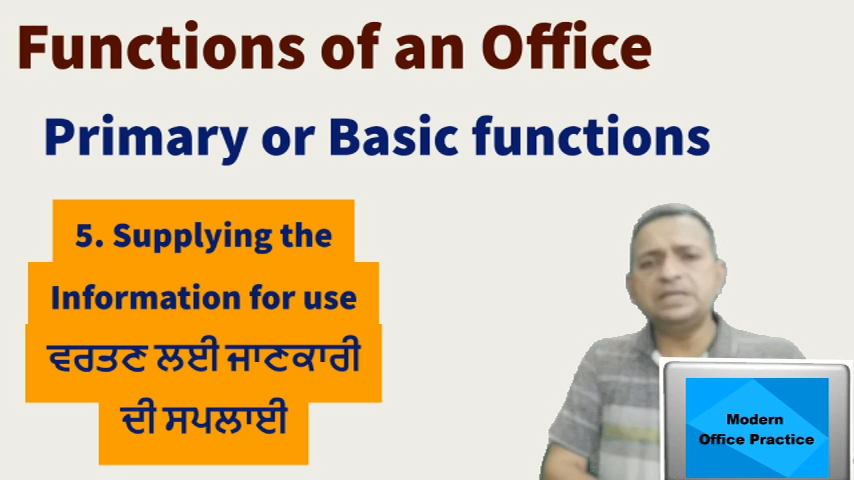 Functions of an Office
Primary or Basic functions
5. Supplying the
Information for use
ਵਰਤਣ ਲਈ ਜਾਣਕਾਰੀ
ਦੀ ਸਪਲਾਈ
Modern
Office Practice